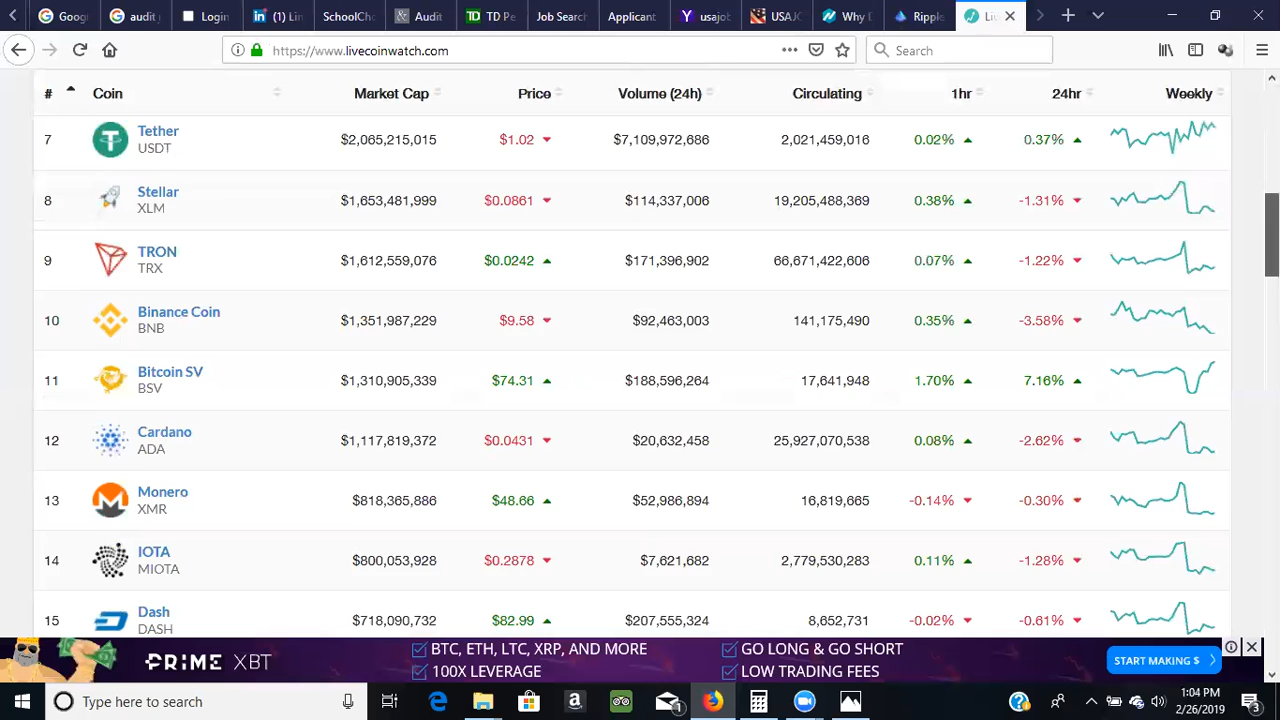 Goog
audit
Login
in (1) Lin
SchoolCho
Audit
TD Pe
Job Searc
Applicant
usajob
USAJC
Why D
Ripple
Liv
https://www.livecoinwatch.com
Search
# Coin Market Cap Price Volume (24h) Circulating 1hr 24hr Weekly
7 Tether $2,065,215,015 $1.02 $7,109,972,686 2,021,459,016 0.02% 0.37%
USDT
8 Stellar $1,653,481,999 $0.0861 $114,337,006 19,205,488,369 0.38% -1.31%
XLM
9 TRON $1,612,559,076 $0.0242 $171,396,902 66,671,422,606 0.07% -1.22%
TRX
10 Binance Coin $1,351,987,229 $9.58 $92,463,003 141,175,490 0.35% -3.58%
BNB
11 Bitcoin SV $1,310,905,339 $74.31 $188,596,264 17,641,948 1.70% 7.16%
BSV
12 Cardano $1,117,819,372 $0.0431 $20,632,458 25,927,070,538 0.08% -2.62%
ADA
13 Monero $818,365,886 $48.66 $52,986,894 16,819,665 -0.14% -0.30%
XMR
14 IOTA $800,053,928 $0.2878 $7,621,682 2,779,530,283 0.11% -1.28%
MIOTA
15 Dash $718,090,732 $82.99 $207,555,324 8,652,731 -0.02% -0.61%
DASH
PRIME XBT
BTC, ETH, LTC, XRP, AND MORE
100X LEVERAGE
GO LONG & GO SHORT
LOW TRADING FEES
START MAKING $
Type here to search
1:04 PM
2/26/2019
3